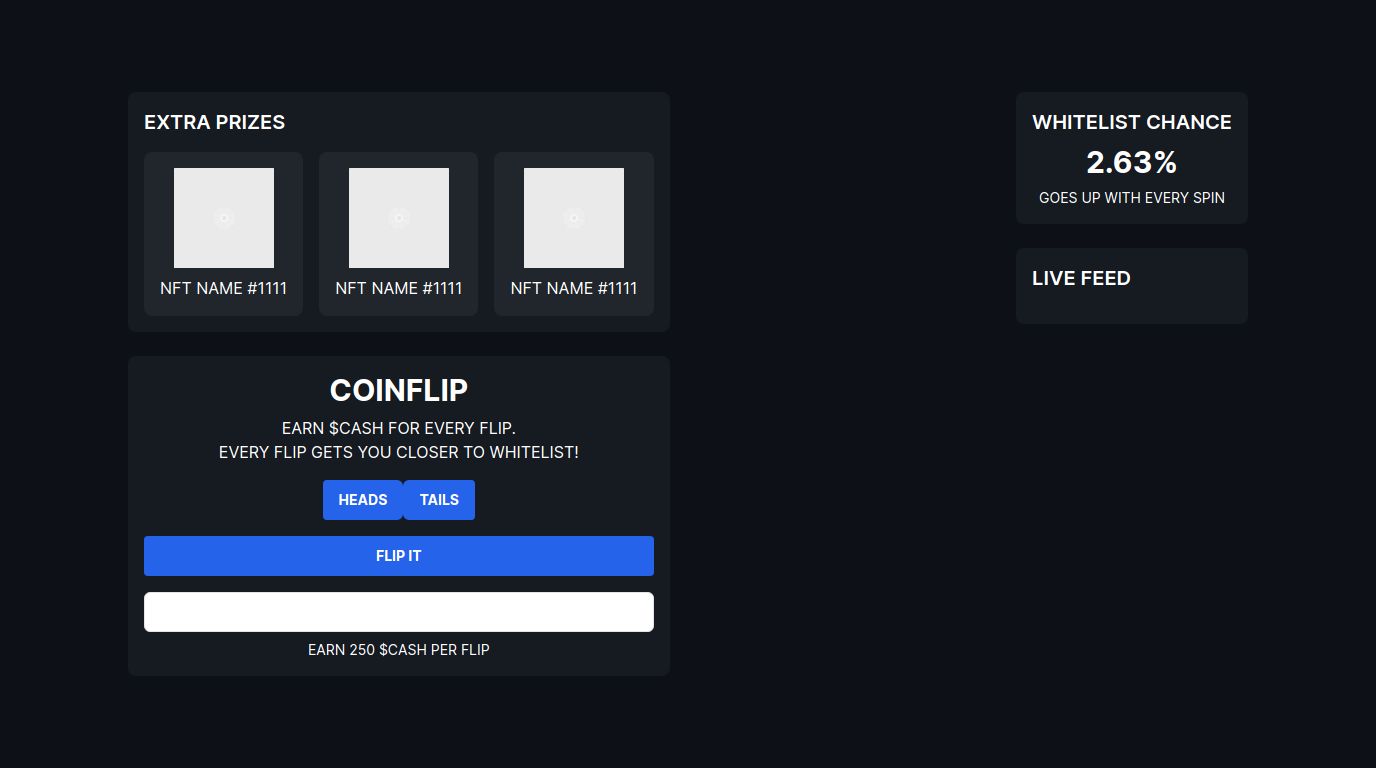 EXTRA PRIZES
NFT NAME #1111
NFT NAME #1111
NFT NAME #1111
COINFLIP
EARN $CASH FOR EVERY FLIP.
EVERY FLIP GETS YOU CLOSER TO WHITELIST!
HEADS TAILS
FLIP IT
EARN 250 $CASH PER FLIP
WHITELIST CHANCE
2.63%
GOES UP WITH EVERY SPIN
LIVE FEED